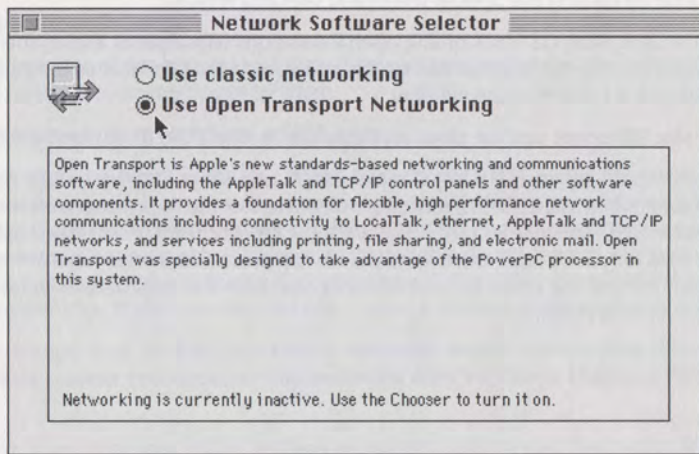 Network Software Selector
Use classic networking
Use Open Transport Networking
Open Transport is Apple's new standards-based networking and communications
software, including the AppleTalk and TCP/IP control panels and other software
components. It provides a foundation for flexible, high performance network
communications including connectivity to LocalTalk, ethernet, AppleTalk and TCP/IP
networks, and services including printing, file sharing, and electronic mail. Open
Transport was specially designed to take advantage of the PowerPC processor in
this system.
Networking is currently inactive. Use the Chooser to turn it on.